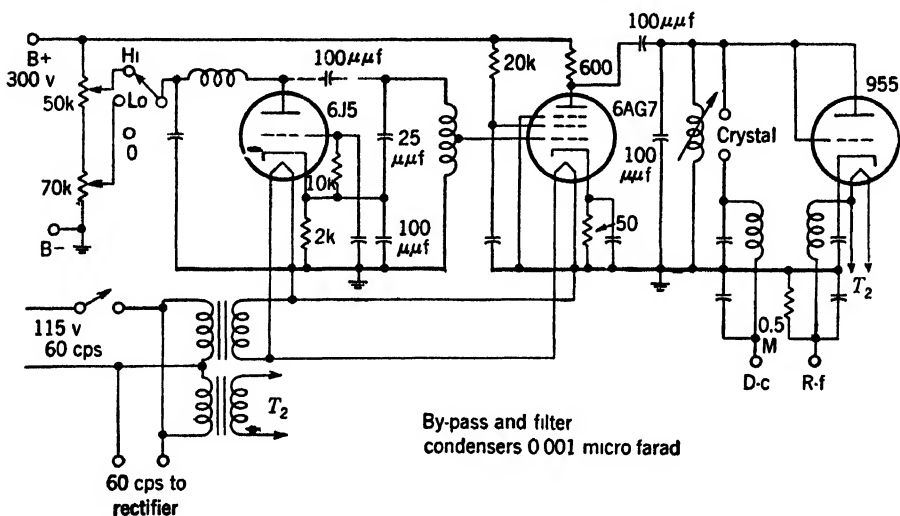 B+
300 v
50k
Hi
Lo
0
70k
B-
100μμf
6J5
10k
2k
25
μμf
100
μμf
20k
600
6AG7
50
100μμf
100
μμf
Crystal
955
T2
0.5
M
D-c
R-f
115 v
60 cps
T2
60 cps to
rectifier
By-pass and filter
condensers 0 001 micro farad